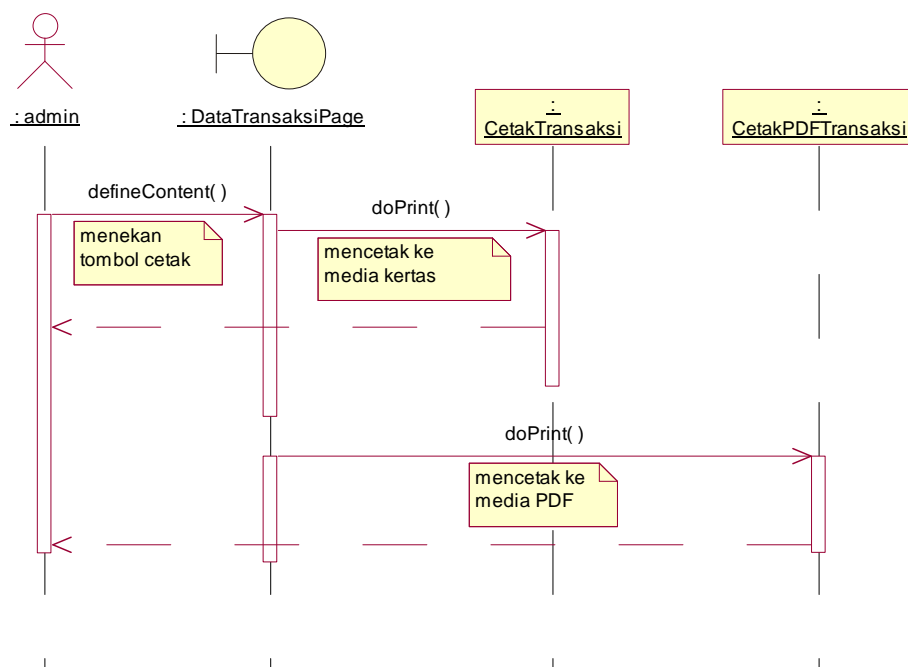 : admin
: DataTransaksiPage
:
CetakTransaksi
:
CetakPDFTransaksi
defineContent( )
menekan
tombol cetak
doPrint( )
mencetak ke
media kertas
doPrint( )
mencetak ke
media PDF